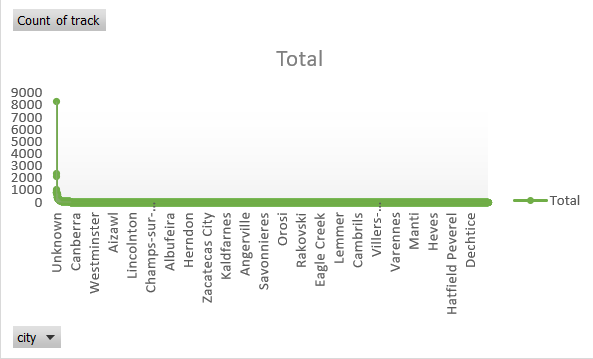 Count of track
Total
9000
8000
7000
6000
5000
4000
3000
2000
1000
0
Total
Unknown
Canberra
Westminster
Aizawl
Lincolnton
Champs-sur-…
Albufeira
Herndon
Zacatecas City
Kaldfarnes
Angerville
Savonnieres
Orosi
Rakovski
Eagle Creek
Lemmer
Cambrils
Villers-…
Varennes
Manti
Heves
Hatfield Peverel
Dechtice
city